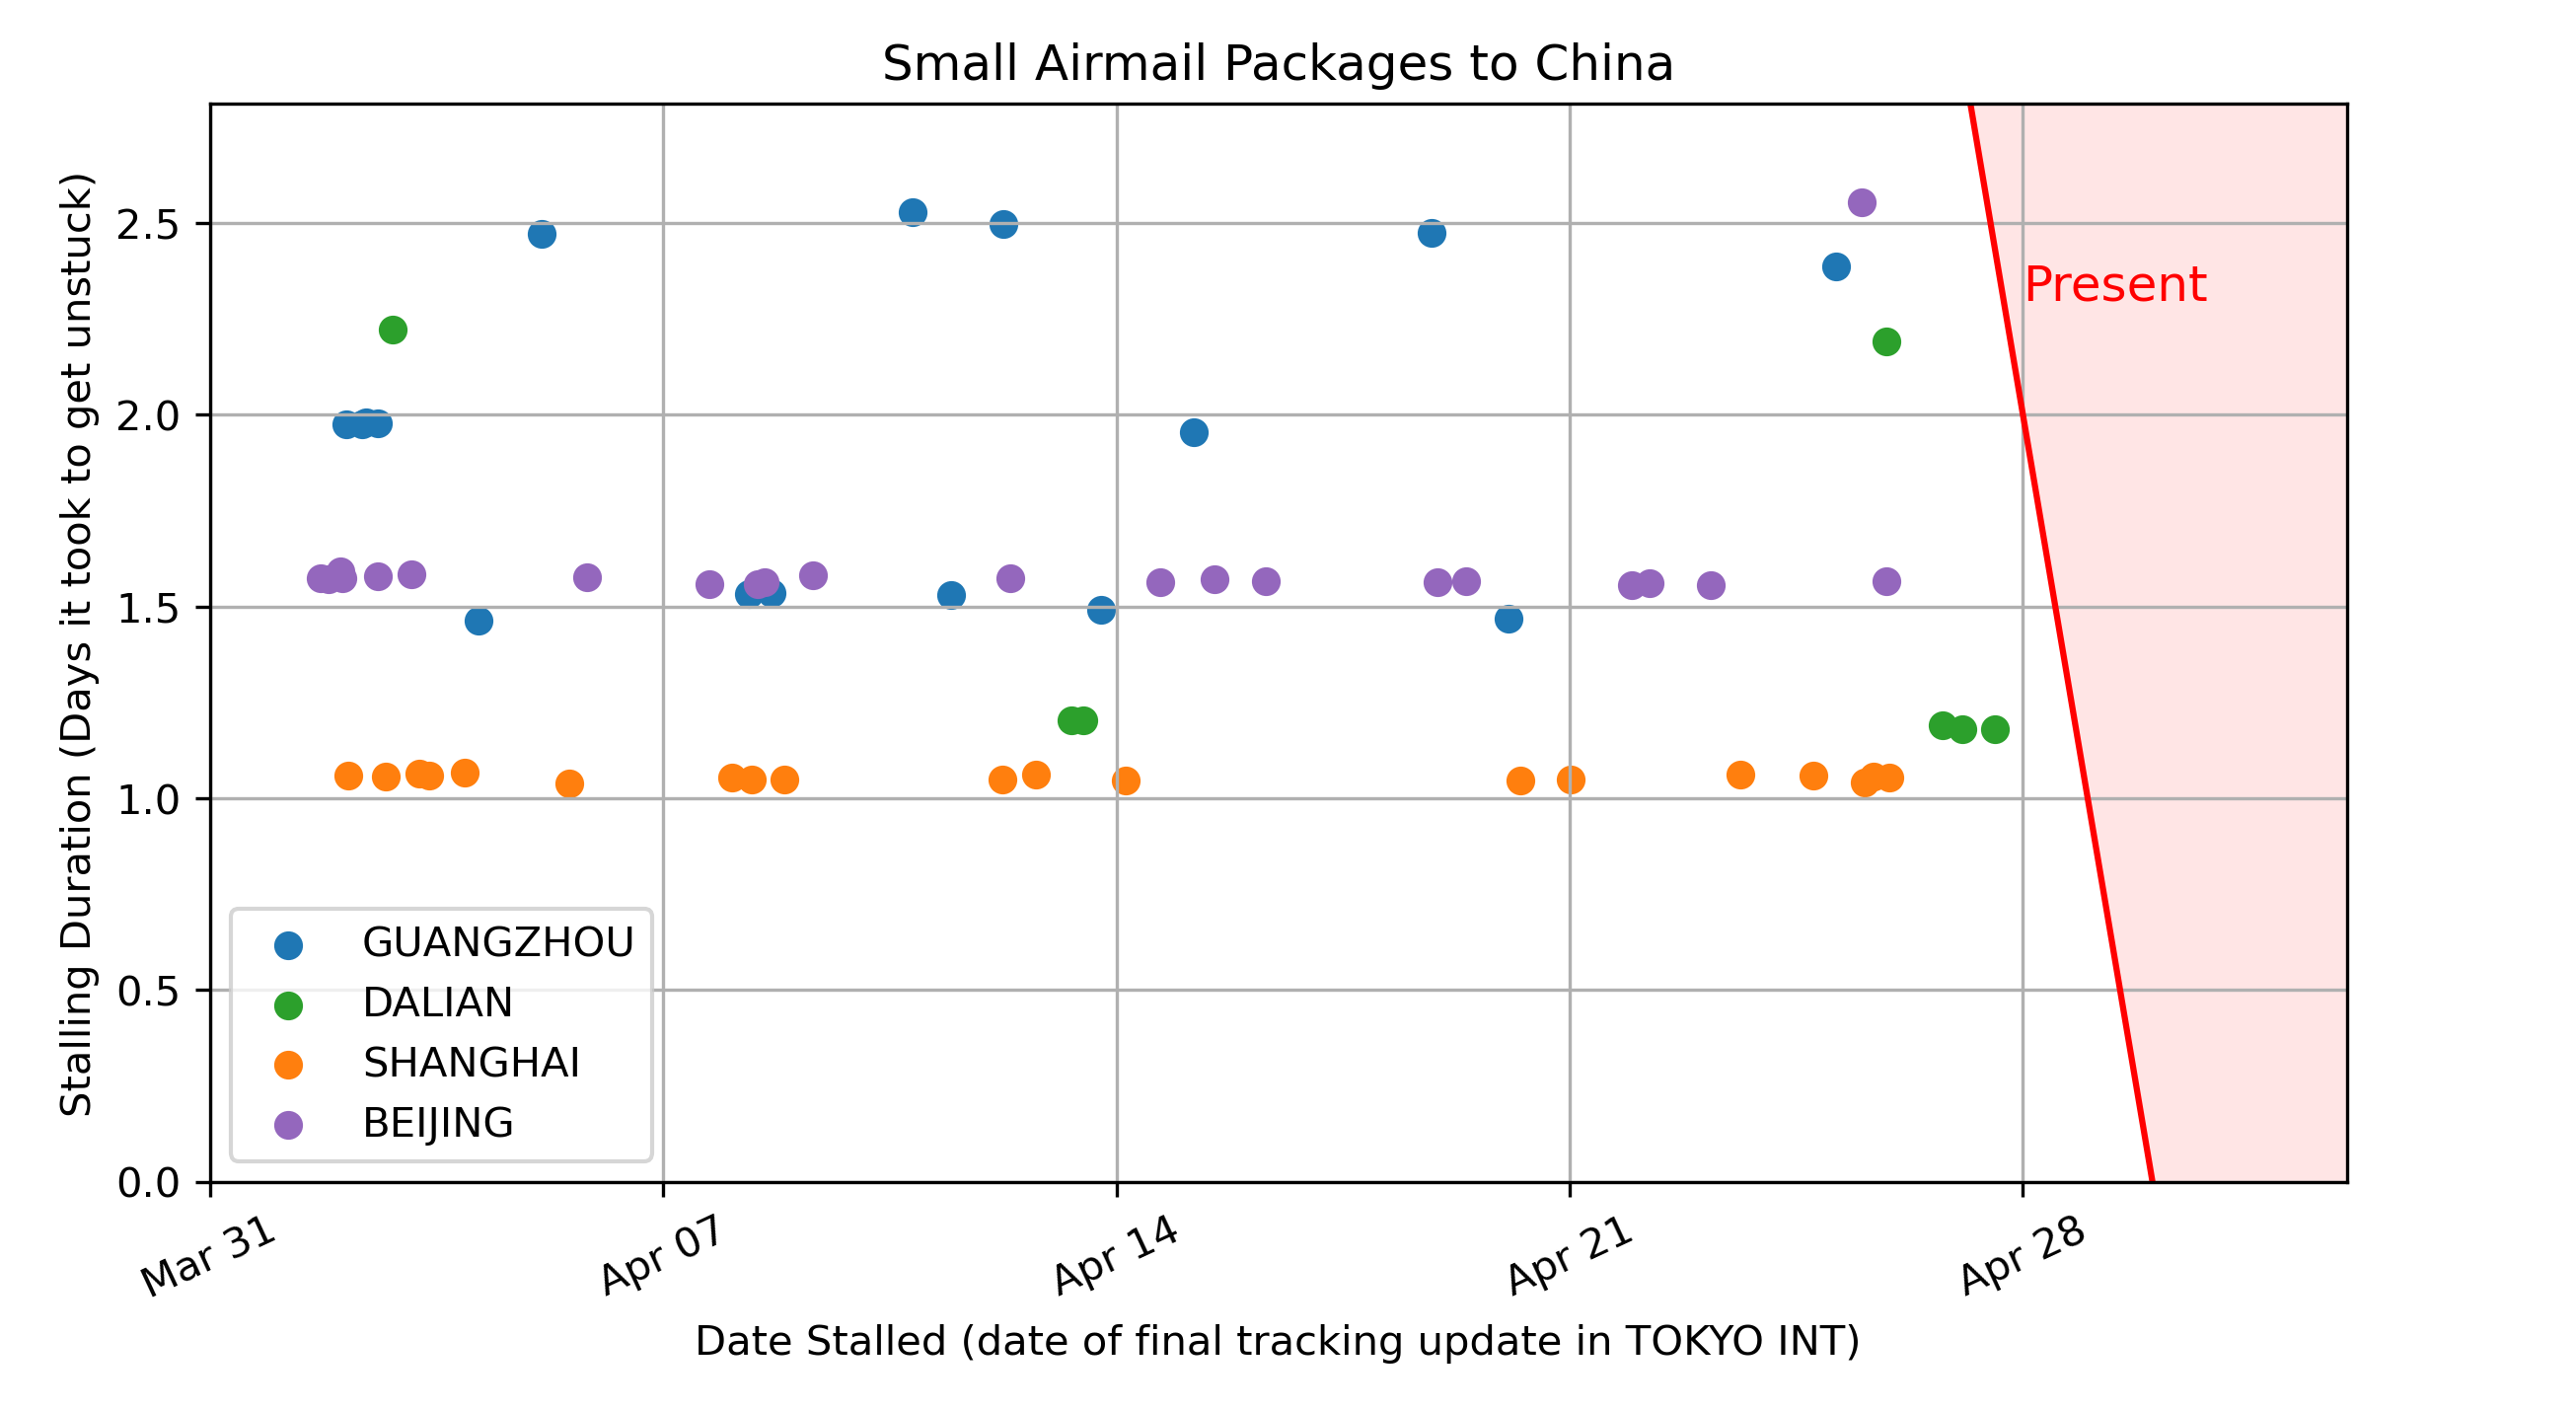 Small Airmail Packages to China
Stalling Duration (Days it took to get unstuck)
2.5
2.0
1.5
1.0
0.5
0.0
Present
GUANGZHOU
DALIAN
SHANGHAI
BEIJING
Mar 31
Apr 07
Apr 14
Apr 21
Apr 28
Date Stalled (date of final tracking update in TOKYO INT)